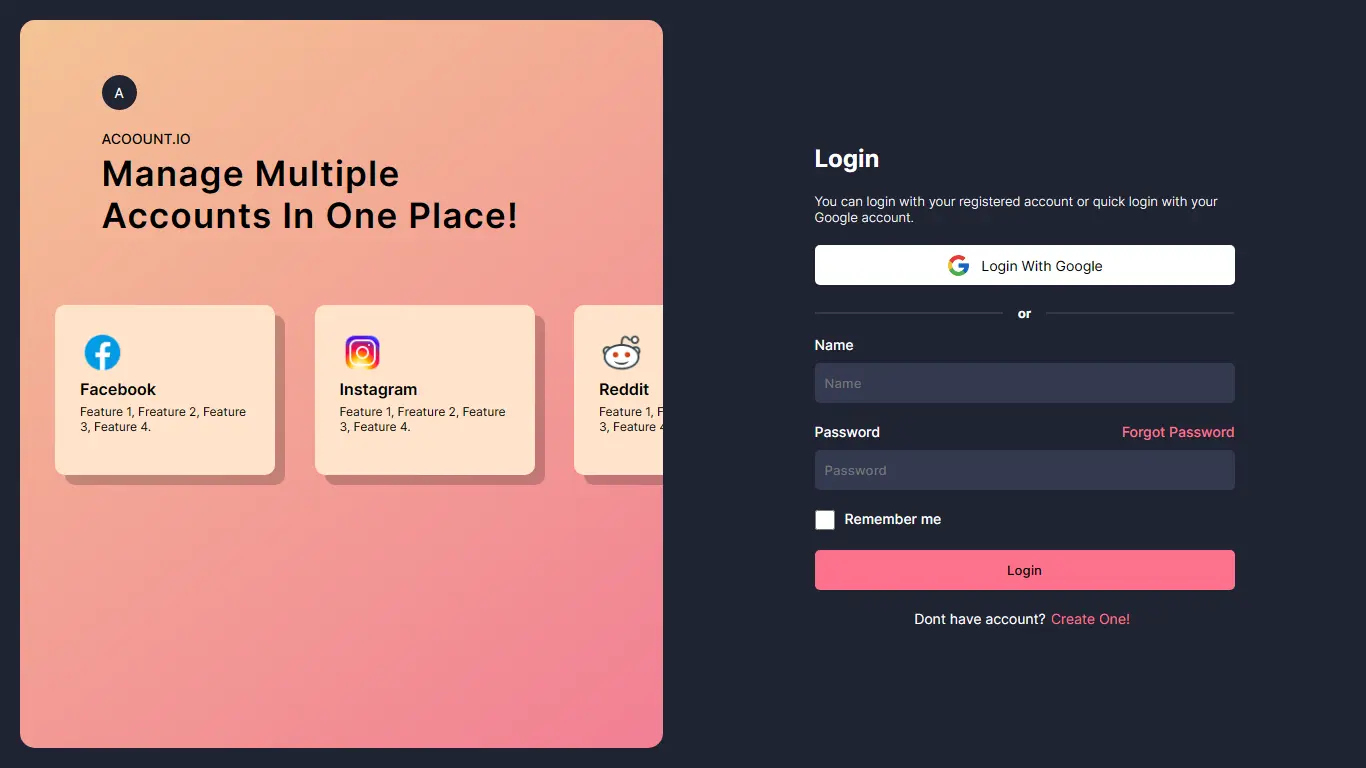 A
ACOOUNT.IO
Manage Multiple
Accounts In One Place!
Facebook
Feature 1, Freature 2, Feature
3, Feature 4.
Instagram
Feature 1, Freature 2, Feature
3, Feature 4.
Reddit
Feature 1,
3, Feature
Login
You can login with your registered account or quick login with your
Google account.
Login With Google
or
Name
Name
Password
Forgot Password
Password
Remember me
Login
Dont have account? Create One!